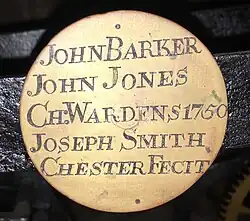 JOHN BARKER
JOHN JONES
CH. WARDENS 1750
JOSEPH SMITH
CHESTER FECIT